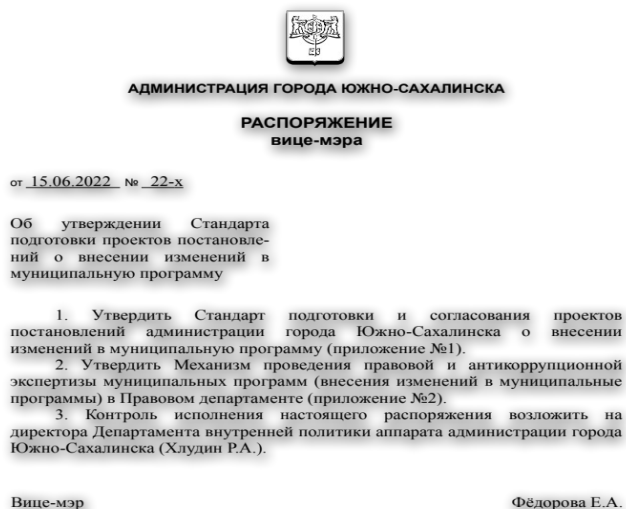 АДМИНИСТРАЦИЯ ГОРОДА ЮЖНО-САХАЛИНСКА
РАСПОРЯЖЕНИЕ
вице-мэра
от 15.06.2022 № 22-х
Об утверждении Стандарта
подготовки проектов постановле-
ний о внесении изменений в
муниципальную программу
1. Утвердить Стандарт подготовки и согласования проектов
постановлений администрации города Южно-Сахалинска о внесении
изменений в муниципальную программу (приложение №1).
2. Утвердить Механизм проведения правовой и антикоррупционной
экспертизы муниципальных программ (внесения изменений в муниципальные
программы) в Правовом департаменте (приложение №2).
3. Контроль исполнения настоящего распоряжения возложить на
директора Департамента внутренней политики аппарата администрации города
Южно-Сахалинска (Хлудин Р.А.).
Вице-мэр Фёдорова Е.А.